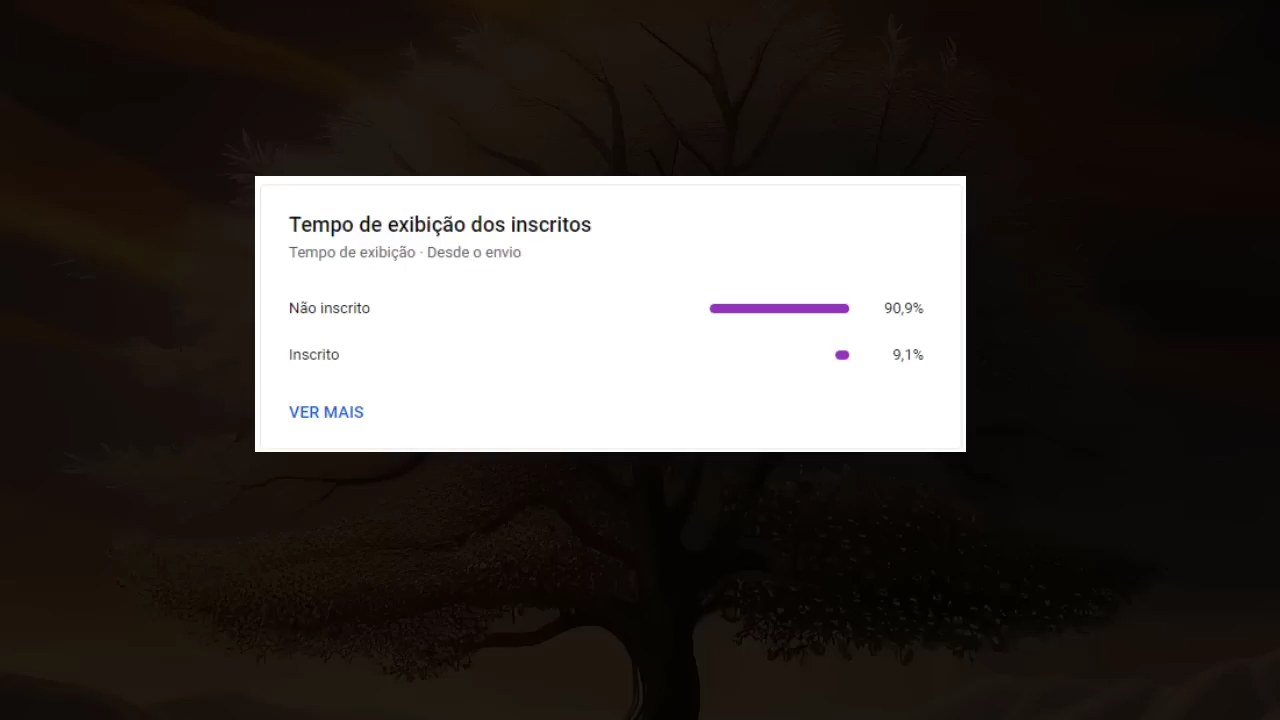 Tempo de exibição dos inscritos
Tempo de exibição · Desde o envio
Não inscrito 90,9%
Inscrito 9,1%
VER MAIS